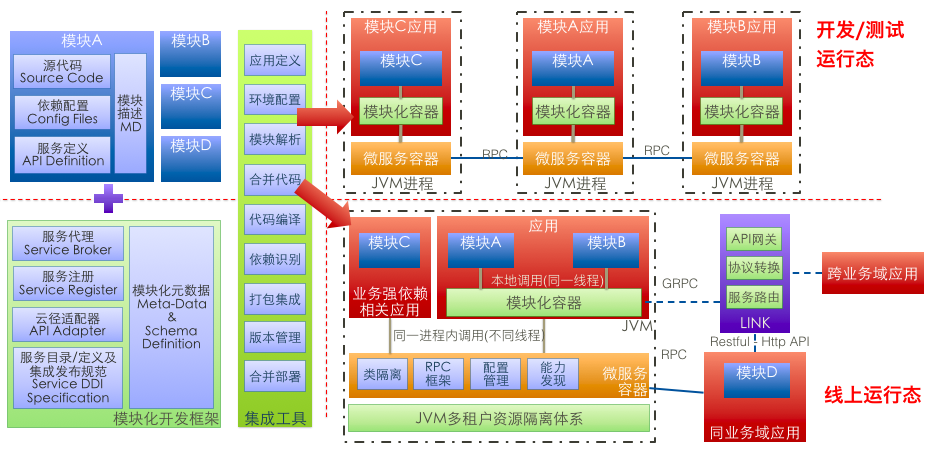 模块A
源代码
Source Code
依赖配置
Config Files
服务定义
API Definition
模块
描述
MD
模块B
模块C
模块D
服务代理
Service Broker
服务注册
Service Register
云径适配器
API Adapter
服务目录/定义及
集成发布规范
Service DDI
Specification
模块化元数据
Meta-Data
&
Schema
Definition
模块化开发框架
应用定义
环境配置
模块解析
合并代码
代码编译
依赖识别
打包集成
版本管理
合并部署
集成工具
模块C应用
模块C
模块化容器
微服务容器
JVM进程
RPC
模块A应用
模块A
模块化容器
微服务容器
JVM进程
RPC
模块B应用
模块B
模块化容器
微服务容器
JVM进程
开发/测试
运行态
模块C
业务强依赖
相关应用
应用
模块A
模块B
本地调用(同一线程)
模块化容器
JVM
同一进程内调用(不同线程)
类隔离
RPC
框架
配置
管理
能力
发现
微服务
容器
JVM多租户资源隔离体系
GRPC
RPC
API网关
协议转换
服务路由
LINK
Restful - Http API
跨业务域应用
模块D
同业务域应用
线上运行态